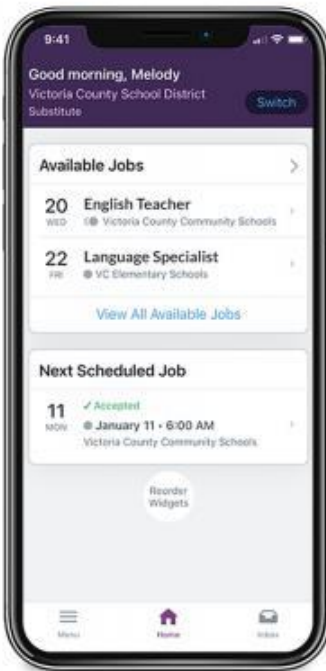 9:41
Good morning, Melody
Victoria County School District
Substitute
Switch
Available Jobs
20 English Teacher
WED Victoria County Community Schools
22 Language Specialist
FRI VC Elementary Schools
View All Available Jobs
Next Scheduled Job
✓ Accepted
11 January 11 • 6:00 AM
MON Victoria County Community Schools
Reorder
Widgets
Menu Home Inbox